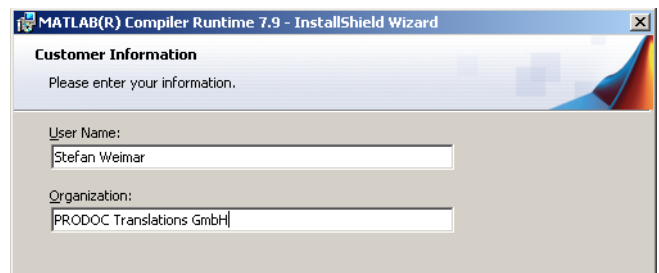 MATLAB(R) Compiler Runtime 7.9 - InstallShield Wizard
Customer Information
Please enter your information.
User Name:
Stefan Weimar
Organization:
PRODOC Translations GmbH